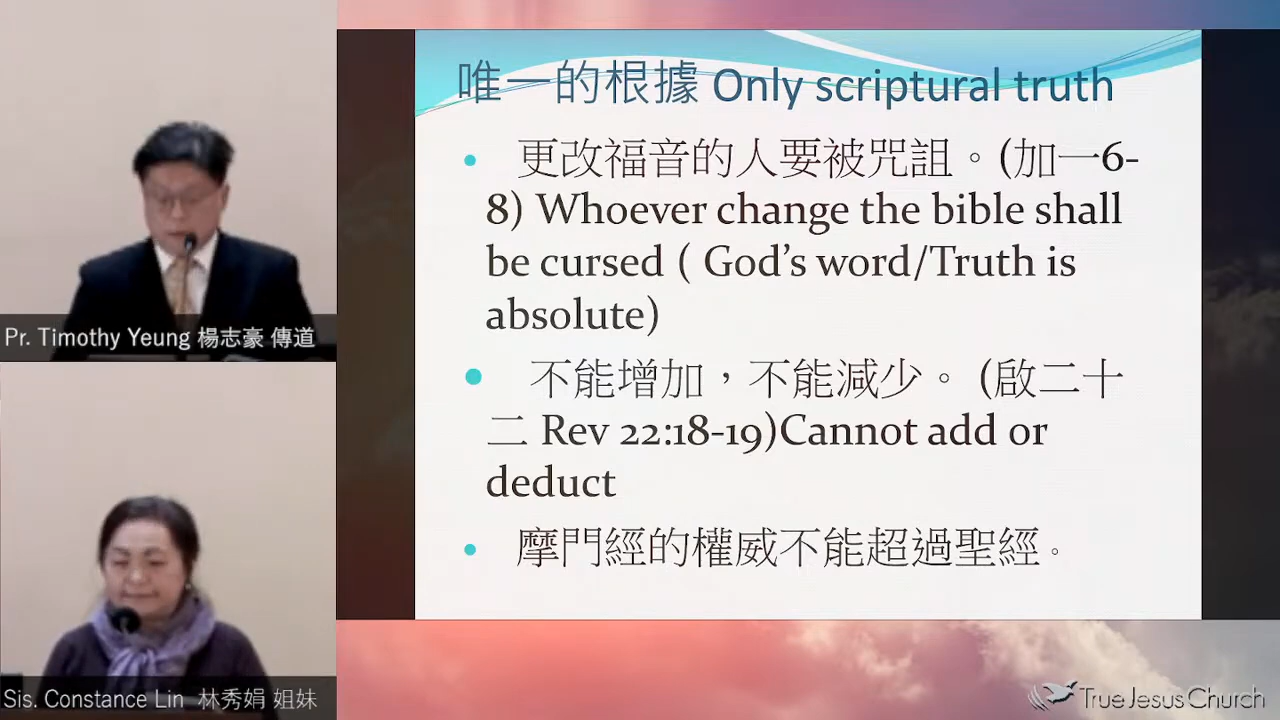 唯一的根據 Only scriptural truth
• 更改福音的人要被咒詛。(加一6-
8) Whoever change the bible shall
be cursed ( God’s word/Truth is
absolute)
• 不能增加，不能減少。 (啟二十
二 Rev 22:18-19)Cannot add or
deduct
• 摩門經的權威不能超過聖經。
Pr. Timothy Yeung 楊志豪 傳道
Sis. Constance Lin 林秀娟 姐妹
True Jesus Church